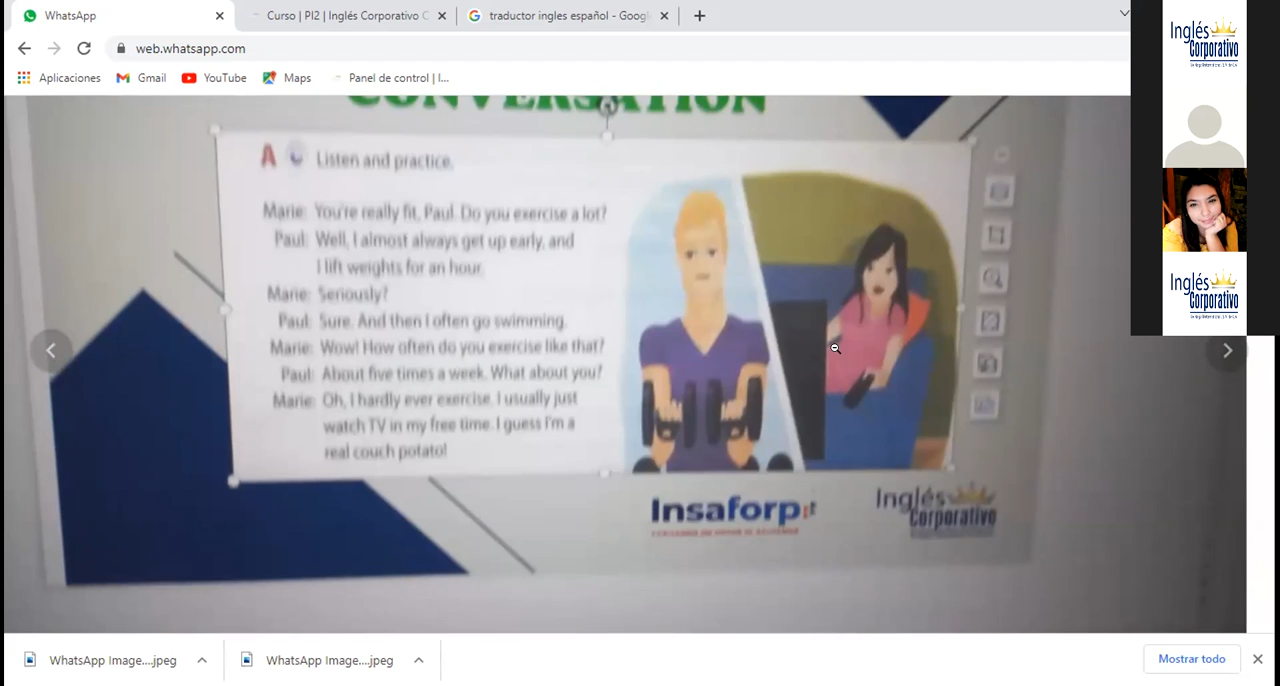 WhatsApp
Curso | PI2 | Inglés Corporativo C
traductor ingles español - Googl
web.whatsapp.com
Aplicaciones
Gmail
YouTube
Maps
Panel de control | I...
Inglés
Corporativo
CONVERSATION
A Listen and practice.
Marie: You're really fit, Paul. Do you exercise a lot?
Paul: Well, I almost always get up early, and
I lift weights for an hour.
Marie: Seriously?
Paul: Sure. And then I often go swimming.
Marie: Wow! How often do you exercise like that?
Paul: About five times a week. What about you?
Marie: Oh, I hardly ever exercise. I usually just
watch TV in my free time. I guess I'm a
real couch potato!
Inglés
Corporativo
Insaforp
Inglés
Corporativo
WhatsApp Image....jpeg
WhatsApp Image....jpeg
Mostrar todo